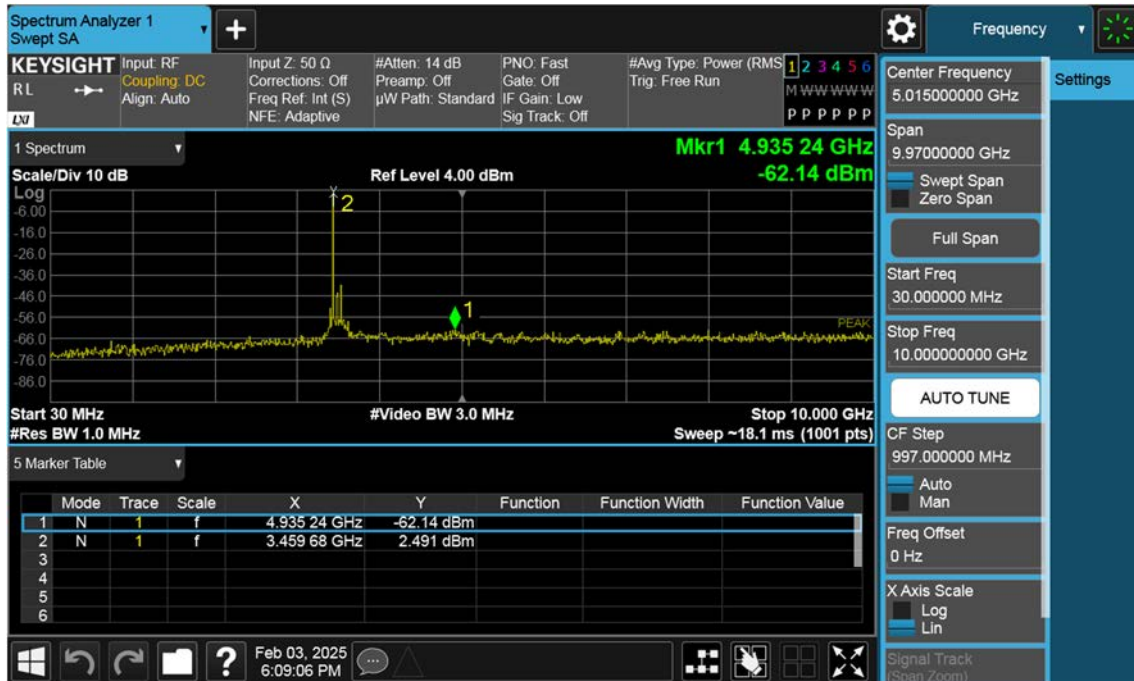 Spectrum Analyzer 1
Swept SA
+
Frequency
KEYSIGHT
RL
LXI
Input: RF
Coupling: DC
Align: Auto
Input Z: 50 Ω
Corrections: Off
Freq Ref: Int (S)
NFE: Adaptive
#Atten: 14 dB
Preamp: Off
µW Path: Standard
PNO: Fast
Gate: Off
IF Gain: Low
Sig Track: Off
#Avg Type: Power (RMS
Trig: Free Run
1 2 3 4 5 6
M W W W W W
P P P P P P
Center Frequency
5.015000000 GHz
Settings
1 Spectrum
Mkr1 4.935 24 GHz
-62.14 dBm
Scale/Div 10 dB
Ref Level 4.00 dBm
Log
-6.00
-16.0
-26.0
-36.0
-46.0
-56.0
-66.0
-76.0
-86.0
2
1
PEAK
Start 30 MHz
#Video BW 3.0 MHz
Stop 10.000 GHz
#Res BW 1.0 MHz
Sweep ~18.1 ms (1001 pts)
Span
9.97000000 GHz
Swept Span
Zero Span
Full Span
Start Freq
30.000000 MHz
Stop Freq
10.000000000 GHz
AUTO TUNE
CF Step
997.000000 MHz
Auto
Man
Freq Offset
0 Hz
X Axis Scale
Log
Lin
Signal Track
(Span Zoom)
5 Marker Table
Mode Trace Scale X Y Function Function Width Function Value
1 N 1 f 4.935 24 GHz -62.14 dBm
2 N 1 f 3.459 68 GHz 2.491 dBm
3
4
5
6
?
Feb 03, 2025
6:09:06 PM